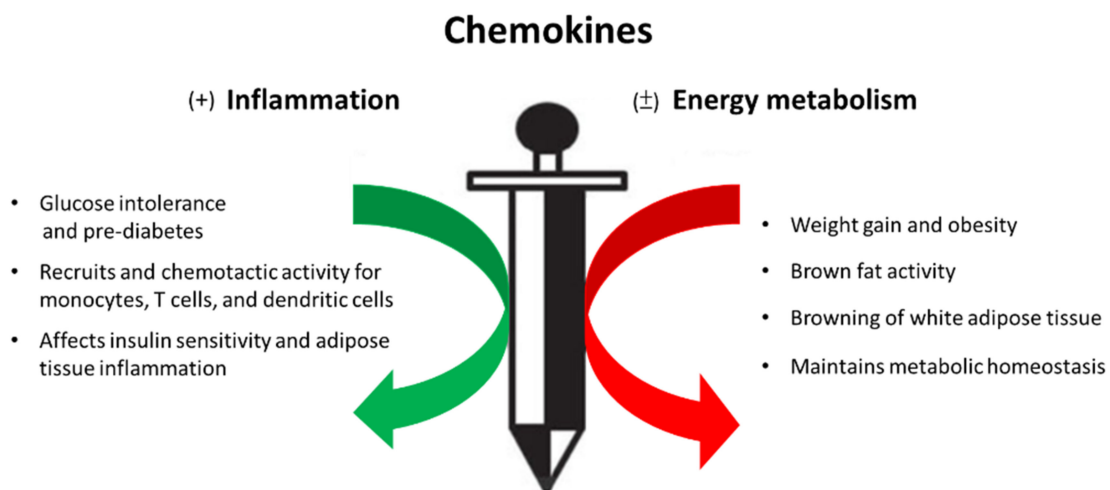 Chemokines
(+) Inflammation
(±) Energy metabolism
• Glucose intolerance
and pre-diabetes
• Recruits and chemotactic activity for
monocytes, T cells, and dendritic cells
• Affects insulin sensitivity and adipose
tissue inflammation
• Weight gain and obesity
• Brown fat activity
• Browning of white adipose tissue
• Maintains metabolic homeostasis